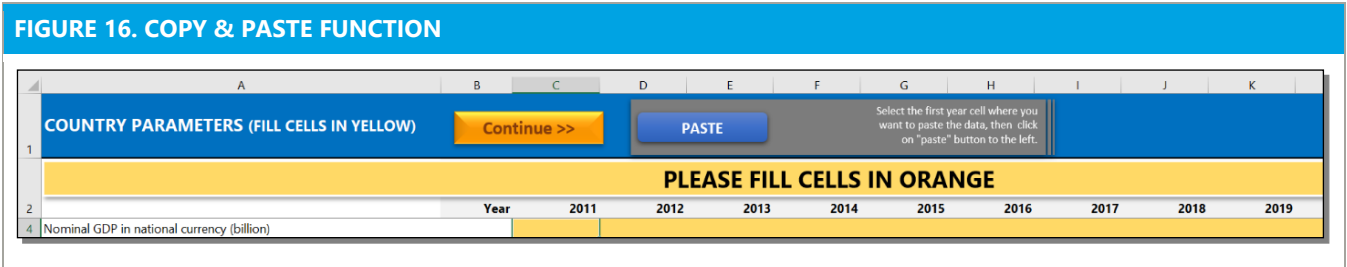 FIGURE 16. COPY & PASTE FUNCTION
A B C D E F G H I J K
1 COUNTRY PARAMETERS (FILL CELLS IN YELLOW) Continue >> PASTE
Select the first year cell where you
want to paste the data, then click
on "paste" button to the left.
PLEASE FILL CELLS IN ORANGE
2 Year 2011 2012 2013 2014 2015 2016 2017 2018 2019
4 Nominal GDP in national currency (billion)